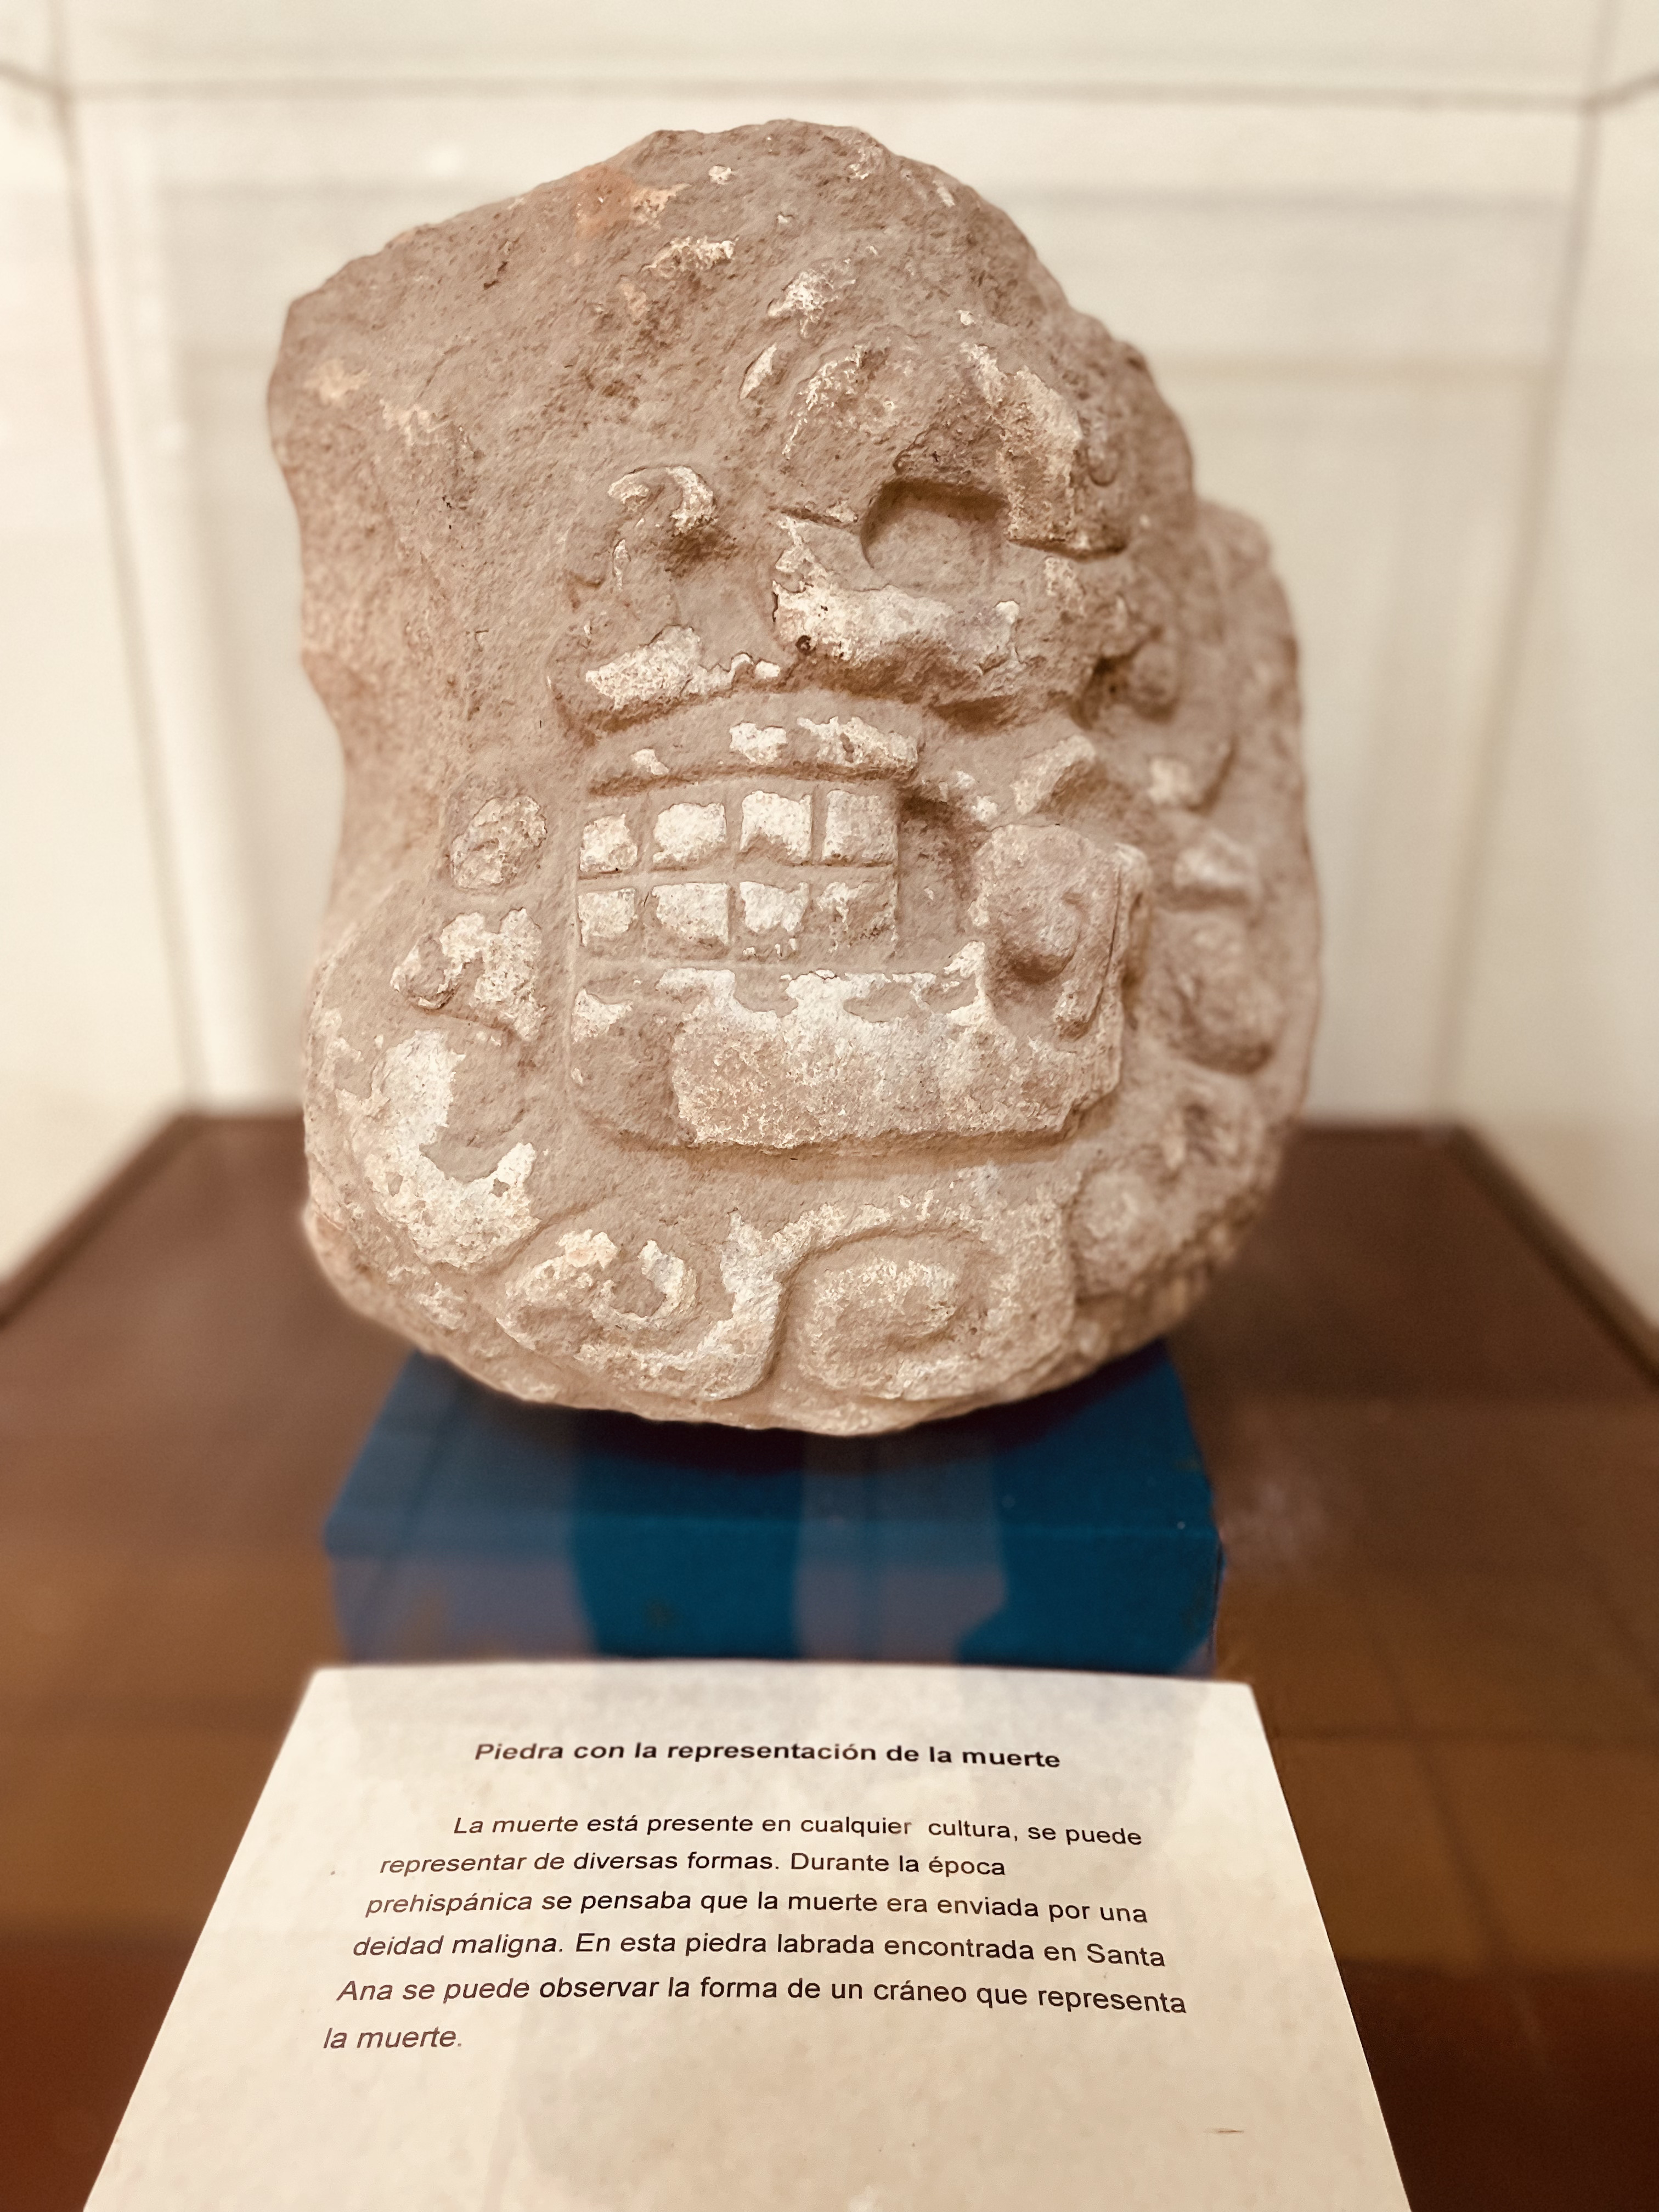 Piedra con la representación de la muerte
La muerte está presente en cualquier cultura, se puede
representar de diversas formas. Durante la época
prehispánica se pensaba que la muerte era enviada por una
deidad maligna. En esta piedra labrada encontrada en Santa
Ana se puede observar la forma de un cráneo que representa
la muerte.